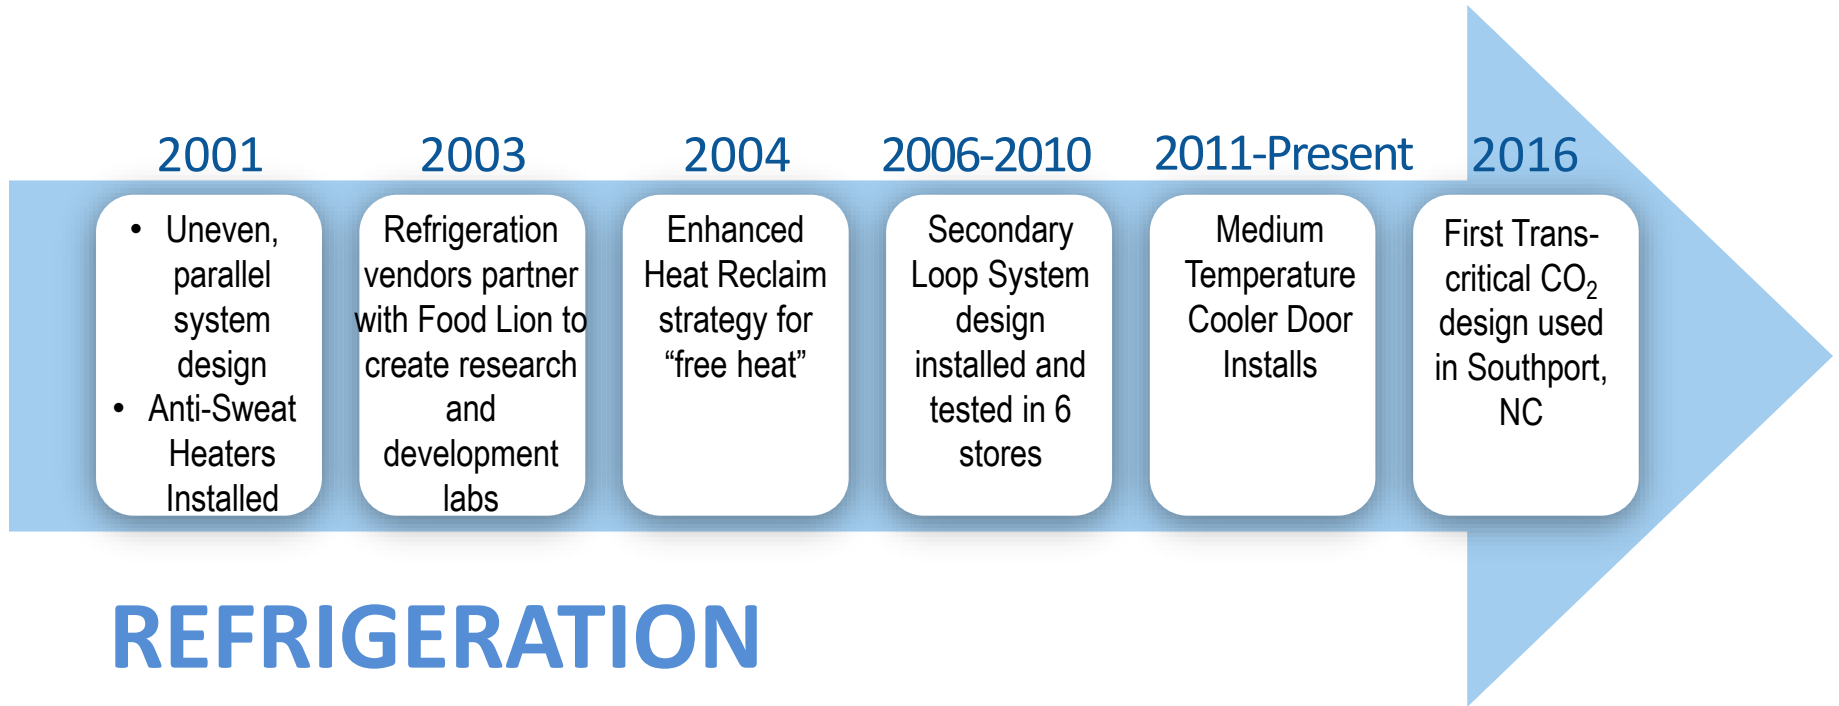 2001
• Uneven,
parallel
system
design
• Anti-Sweat
Heaters
Installed
2003
Refrigeration
vendors partner
with Food Lion to
create research
and
development
labs
2004
Enhanced
Heat Reclaim
strategy for
“free heat”
2006-2010
Secondary
Loop System
design
installed and
tested in 6
stores
2011-Present
Medium
Temperature
Cooler Door
Installs
2016
First Trans-
critical CO₂
design used
in Southport,
NC
REFRIGERATION